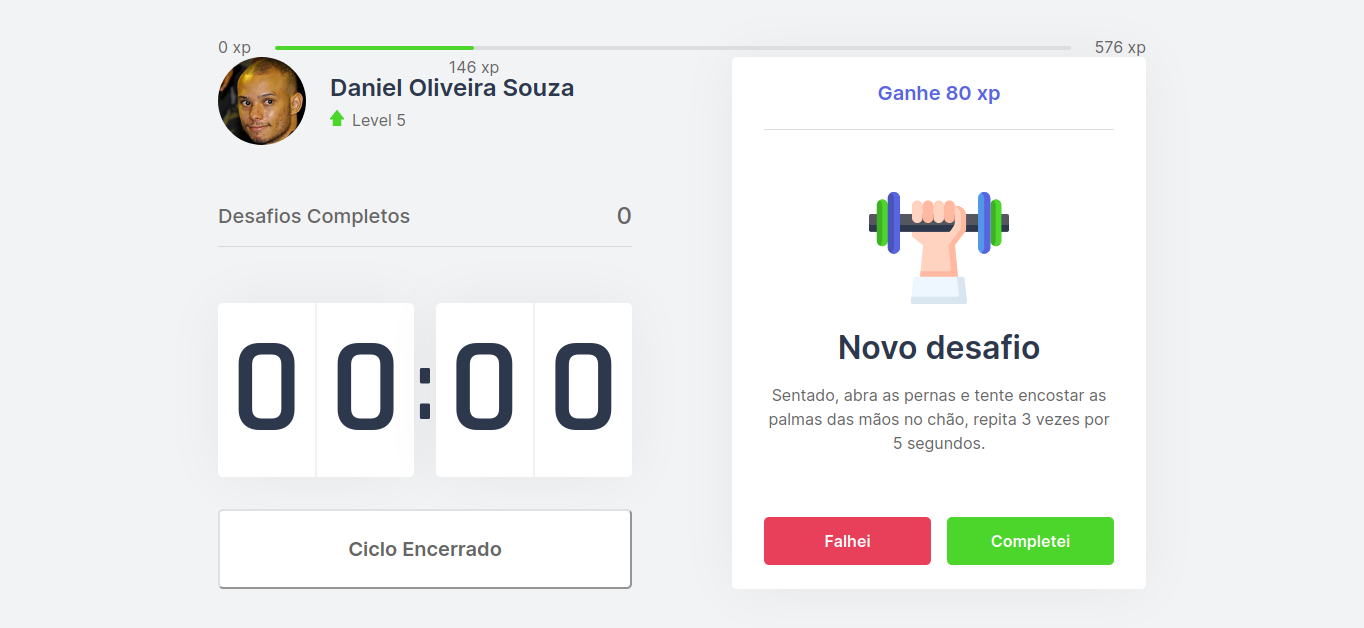 0 xp
146 xp
576 xp
Daniel Oliveira Souza
Level 5
Desafios Completos 0
00:00
Ciclo Encerrado
Ganhe 80 xp
Novo desafio
Sentado, abra as pernas e tente encostar as
palmas das mãos no chão, repita 3 vezes por
5 segundos.
Falhei
Completei